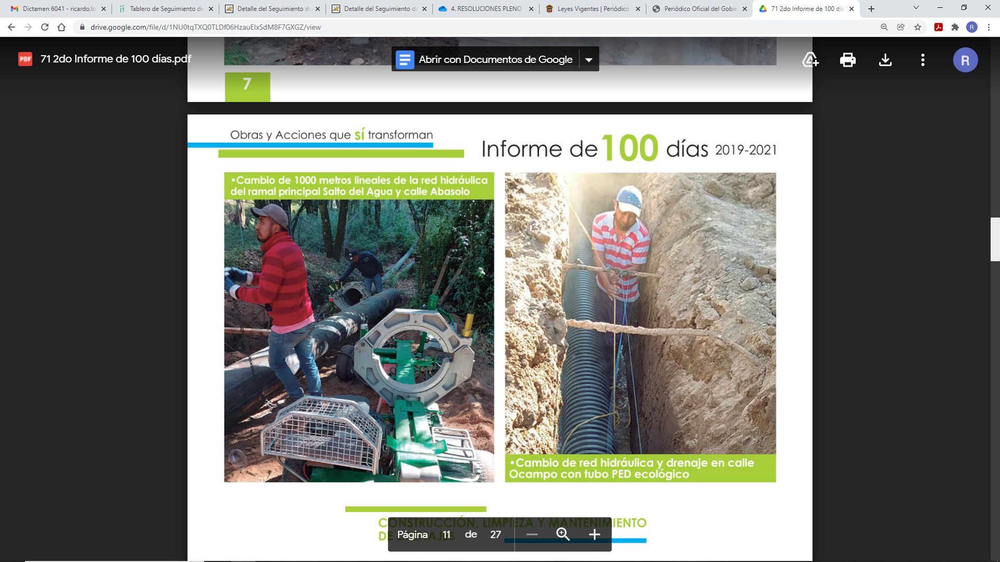 Dictamen 6041 - ricardo.lo
Tablero de Seguimiento de
Detalle del Seguimiento de
Detalle del Seguimiento de
4. RESOLUCIONES PLENO
Leyes Vigentes | Periódico
Periódico Oficial del Gobie
71 2do Informe de 100 día
drive.google.com/file/d/1NU0tqTXQ0TLDf06HzauEIxSdM8F7GXGZ/view
R
PDF
71 2do Informe de 100 días.pdf
Abrir con Documentos de Google
R
7
Obras y Acciones que sí transforman
Informe de 100 días 2019-2021
•Cambio de 1000 metros lineales de la red hidráulica
del ramal principal Salto del Agua y calle Abasolo
•Cambio de red hidráulica y drenaje en calle
Ocampo con tubo PED ecológico
CONSTRUCCIÓN, LIMPIEZA Y MANTENIMIENTO
DE DRENAJES
Página 11 de 27